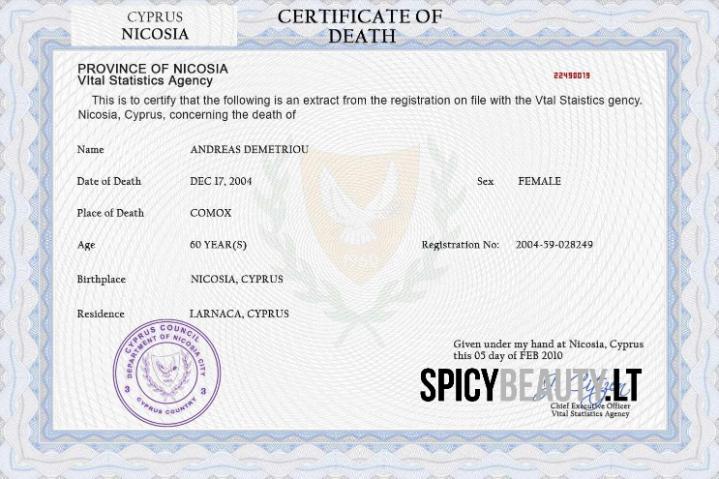 CYPRUS
NICOSIA
CERTIFICATE OF
DEATH
PROVINCE OF NICOSIA
VItal Statistics Agency
22490019
This is to certify that the following is an extract from the registration on file with the Vtal Staistics gency.
Nicosia, Cyprus, concerning the death of
Name ANDREAS DEMETRIOU
Date of Death DEC 17, 2004 Sex FEMALE
Place of Death COMOX
Age 60 YEAR(S) Registration No: 2004-59-028249
1960
Birthplace NICOSIA, CYPRUS
Residence LARNACA, CYPRUS
CYPRUS COUNCIL
DEPARTMENT OF NICOSIA CITY
3 3
CYPRUS COUNTRY
Given under my hand at Nicosia, Cyprus
this 05 day of FEB 2010
SPICYBEAUTY.LT
Chief Executive Officer
Vital Statistics Agency